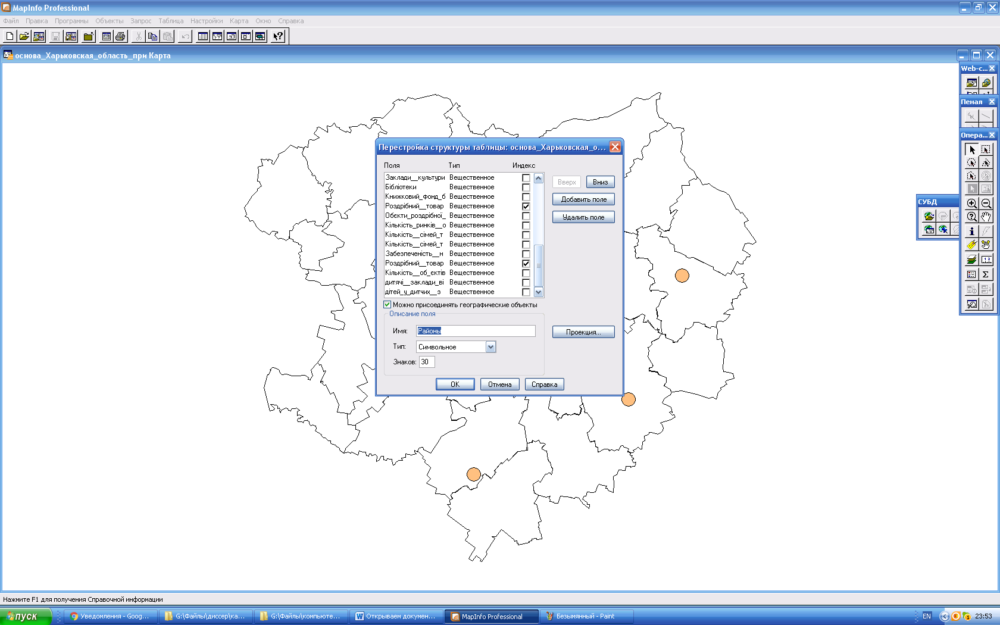 MapInfo Professional
Файл Правка Программы Объекты Запрос Таблица Настройки Карта Окно Справка
основа_Харьковская_область_при Карта
Web-с...
Пенал
Опера...
СУБД
Перестройка структуры таблицы: основа_Харьковская_о...
Поля Тип Индекс
Заклади__культури Вещественное
Бібліотеки Вещественное
Книжковий_фонд_б Вещественное
Роздрібний__товар Вещественное
Обєкти_роздрібної_ Вещественное
Кількість_ринків__о Вещественное
Кількість__сімей_т Вещественное
Кількість__сімей_т Вещественное
Забезпеченість__н Вещественное
Роздрібний__товар Вещественное
Кількість__об_єктів Вещественное
дитячі__заклади_ві Вещественное
дітей_у_дитчих__з Вещественное
Вверх Вниз
Добавить поле
Удалить поле
Можно присоединять географические объекты
Описание поля
Имя: Районы
Проекция...
Тип: Символьное
Знаков: 30
OK Отмена Справка
Нажмите F1 для получения Справочной информации
пуск
Уведомления - Goog...
G:\Файлы\диссер\ка...
G:\Файлы\компьюте...
Открываем докумен...
MapInfo Professional
Безымянный - Paint
EN
23:53